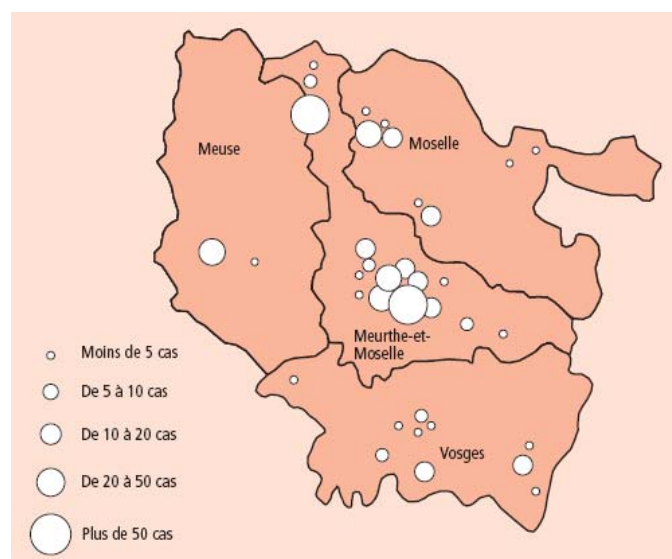 Meuse
Moselle
Meurthe-et-
Moselle
Vosges
Moins de 5 cas
De 5 à 10 cas
De 10 à 20 cas
De 20 à 50 cas
Plus de 50 cas